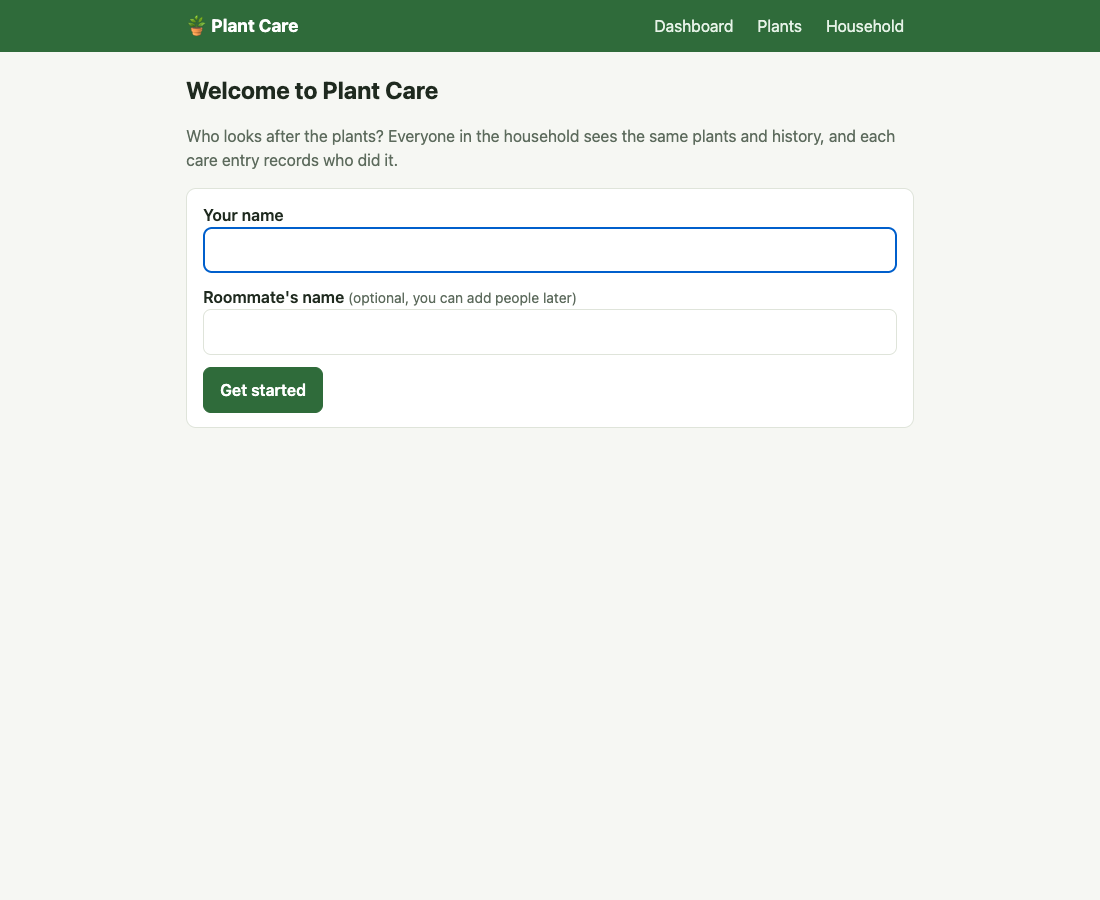 Plant Care
Dashboard
Plants
Household
Welcome to Plant Care
Who looks after the plants? Everyone in the household sees the same plants and history, and each
care entry records who did it.
Your name
Roommate's name (optional, you can add people later)
Get started